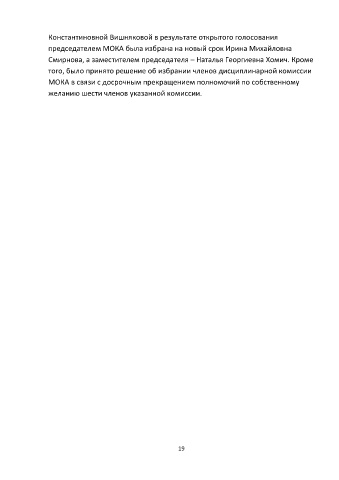 Константиновной Вишняковой в результате открытого голосования
председателем МОКА была избрана на новый срок Ирина Михайловна
Смирнова, а заместителем председателя – Наталья Георгиевна Хомич. Кроме
того, было принято решение об избрании членов дисциплинарной комиссии
МОКА в связи с досрочным прекращением полномочий по собственному
желанию шести членов указанной комиссии.
19